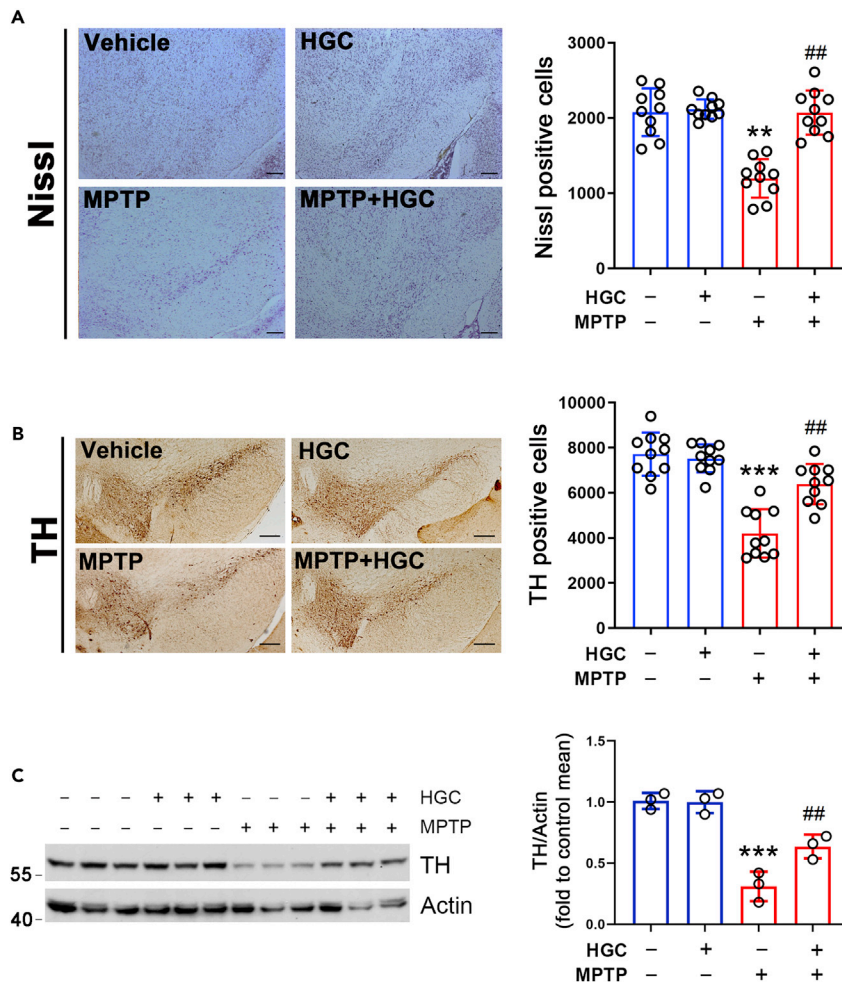 A
Nissl
Vehicle
HGC
MPTP
MPTP+HGC
Nissl positive cells
3000
2000
1000
0
**
##
HGC – + – +
MPTP – – + +
B
TH
Vehicle
HGC
MPTP
MPTP+HGC
TH positive cells
10000
8000
6000
4000
2000
0
***
##
HGC – + – +
MPTP – – + +
C
– – – + + + – – – + + + HGC
– – – – – – + + + + + + MPTP
55 – TH
40 – Actin
TH/Actin
(fold to control mean)
1.5
1.0
0.5
0.0
***
##
HGC – + – +
MPTP – – + +